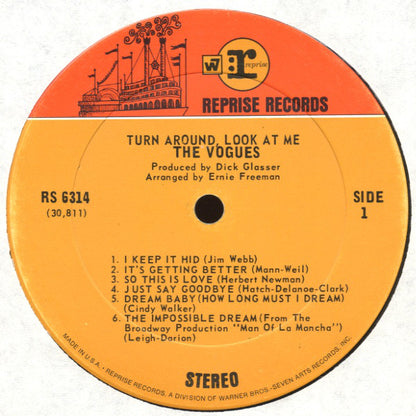 W
r
reprise
REPRISE RECORDS
TURN AROUND, LOOK AT ME
THE VOGUES
Produced by Dick Glasser
Arranged by Ernie Freeman
RS 6314
(30,811)
SIDE
1
1. I KEEP IT HID (Jim Webb)
2. IT'S GETTING BETTER (Mann-Weil)
3. SO THIS IS LOVE (Herbert Newman)
4. JUST SAY GOODBYE (Hatch-Delanoe-Clark)
5. DREAM BABY (HOW LONG MUST I DREAM)
(Cindy Walker)
6. THE IMPOSSIBLE DREAM (From The
Broadway Production "Man Of La Mancha")
(Leigh-Darion)
STEREO
MADE IN U.S.A. • REPRISE RECORDS, A DIVISION OF WARNER BROS.-SEVEN ARTS RECORDS, INC.